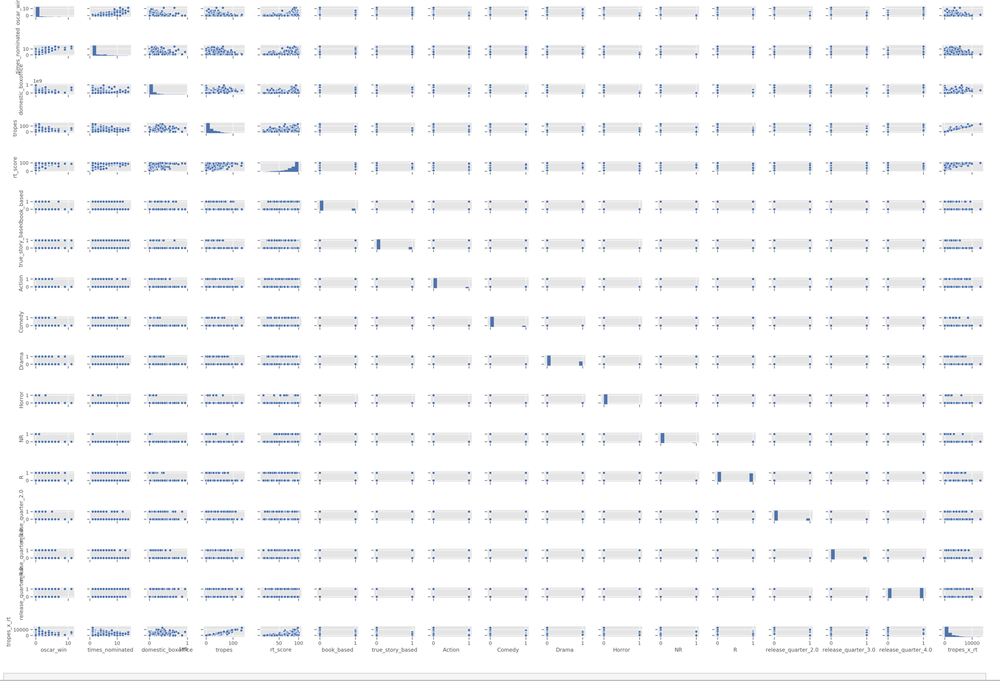 oscar_win
10
0
times_nominated
10
0
1e9
domestic_boxoffice
1
0
tropes
100
0
rt_score
100
0
book_based
1
0
true_story_based
1
0
Action
1
0
Comedy
1
0
Drama
1
0
Horror
1
0
NR
1
0
R
1
0
release_quarter_2.0
1
0
release_quarter_3.0
1
0
release_quarter_4.0
1
0
tropes_x_rt
10000
0
0 10 0 10 0 1 0 100 50 100 0 1 0 1 0 1 0 1 0 1 0 1 0 1 0 1 0 1 0 1 0 1 0 10000
1e9
oscar_win times_nominated domestic_boxoffice tropes rt_score book_based true_story_based Action Comedy Drama Horror NR R release_quarter_2.0 release_quarter_3.0 release_quarter_4.0 tropes_x_rt